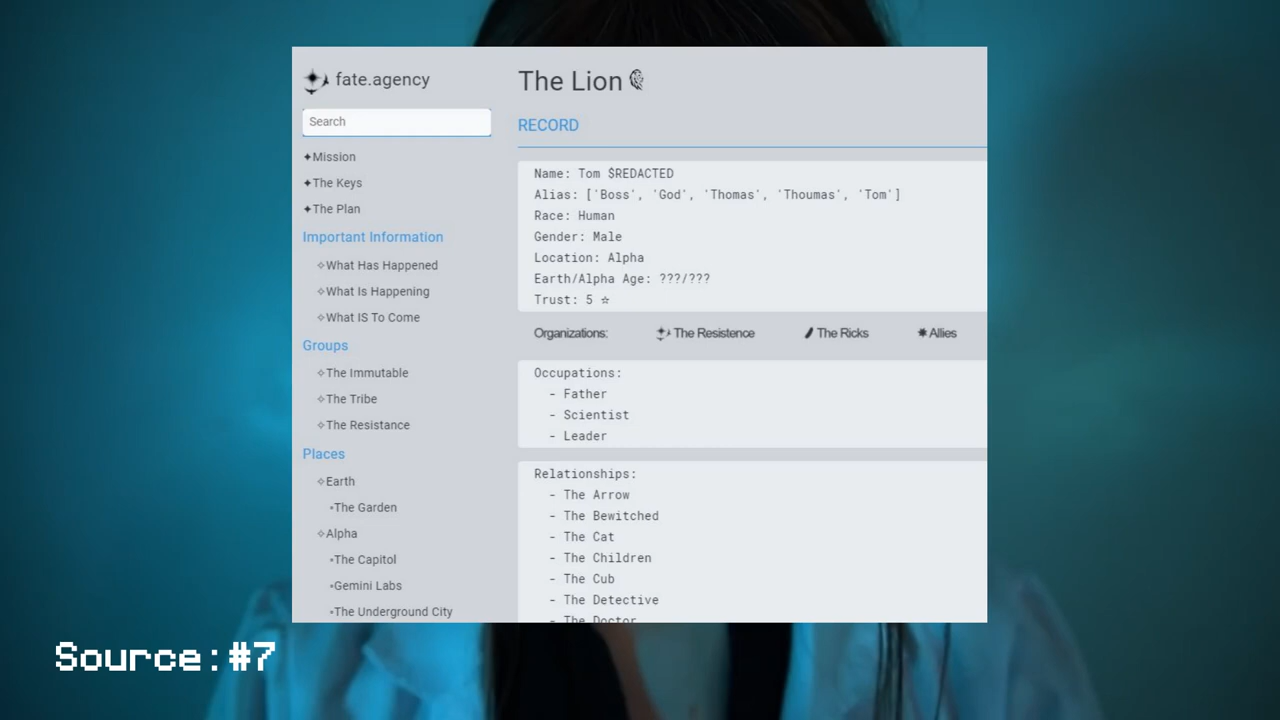 fate.agency
Search
✦Mission
✦The Keys
✦The Plan
Important Information
✧What Has Happened
✧What Is Happening
✧What IS To Come
Groups
✧The Immutable
✧The Tribe
✧The Resistance
Places
✧Earth
◦The Garden
✧Alpha
◦The Capitol
◦Gemini Labs
◦The Underground City
The Lion
RECORD
Name: Tom $REDACTED
Alias: ['Boss', 'God', 'Thomas', 'Thoumas', 'Tom']
Race: Human
Gender: Male
Location: Alpha
Earth/Alpha Age: ???/???
Trust: 5 ☆
Organizations: The Resistence The Ricks Allies
Occupations:
- Father
- Scientist
- Leader
Relationships:
- The Arrow
- The Bewitched
- The Cat
- The Children
- The Cub
- The Detective
- The Doctor
Source:#7